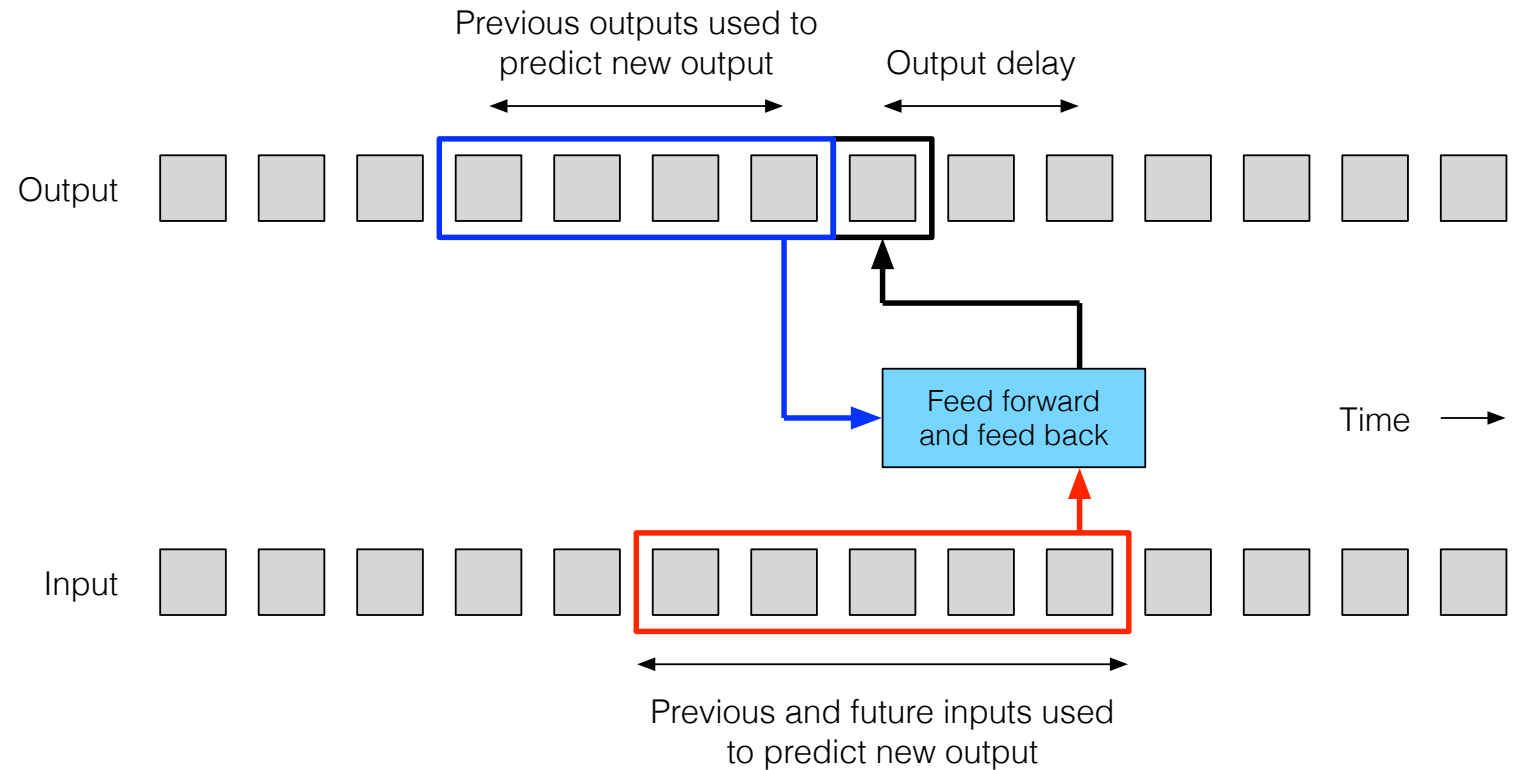 Previous outputs used to
predict new output
Output delay
Output
Feed forward
and feed back
Time
Input
Previous and future inputs used
to predict new output